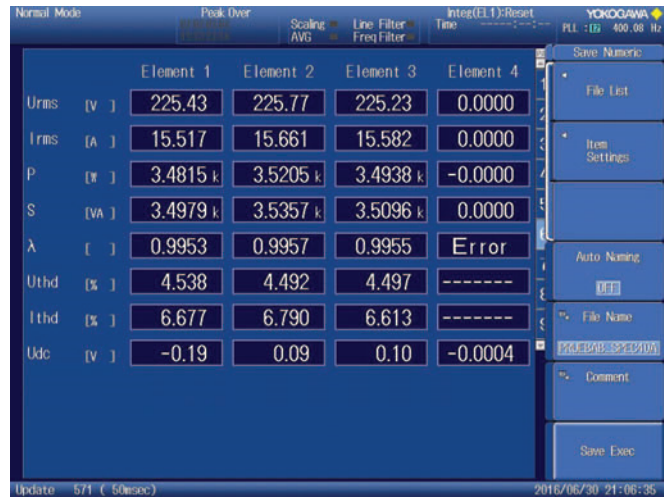 Normal Mode Peak Over Scaling Line Filter Integ(EL1):Reset YOKOGAWA
AVG Freq Filter Time -----:--:-- PLL :U2 400.08 Hz
Save Numeric
Element 1 Element 2 Element 3 Element 4
Urms [V ] 225.43 225.77 225.23 0.0000
Irms [A ] 15.517 15.661 15.582 0.0000
P [W ] 3.4815 k 3.5205 k 3.4938 k -0.0000
S [VA ] 3.4979 k 3.5357 k 3.5096 k 0.0000
λ [ ] 0.9953 0.9957 0.9955 Error
Uthd [% ] 4.538 4.492 4.497 -------
Ithd [% ] 6.677 6.790 6.613 -------
Udc [V ] -0.19 0.09 0.10 -0.0004
File List
Item
Settings
Auto Naming
OFF
File Name
Comment
Save Exec
Update 571 ( 50msec) 2016/06/30 21:06:35